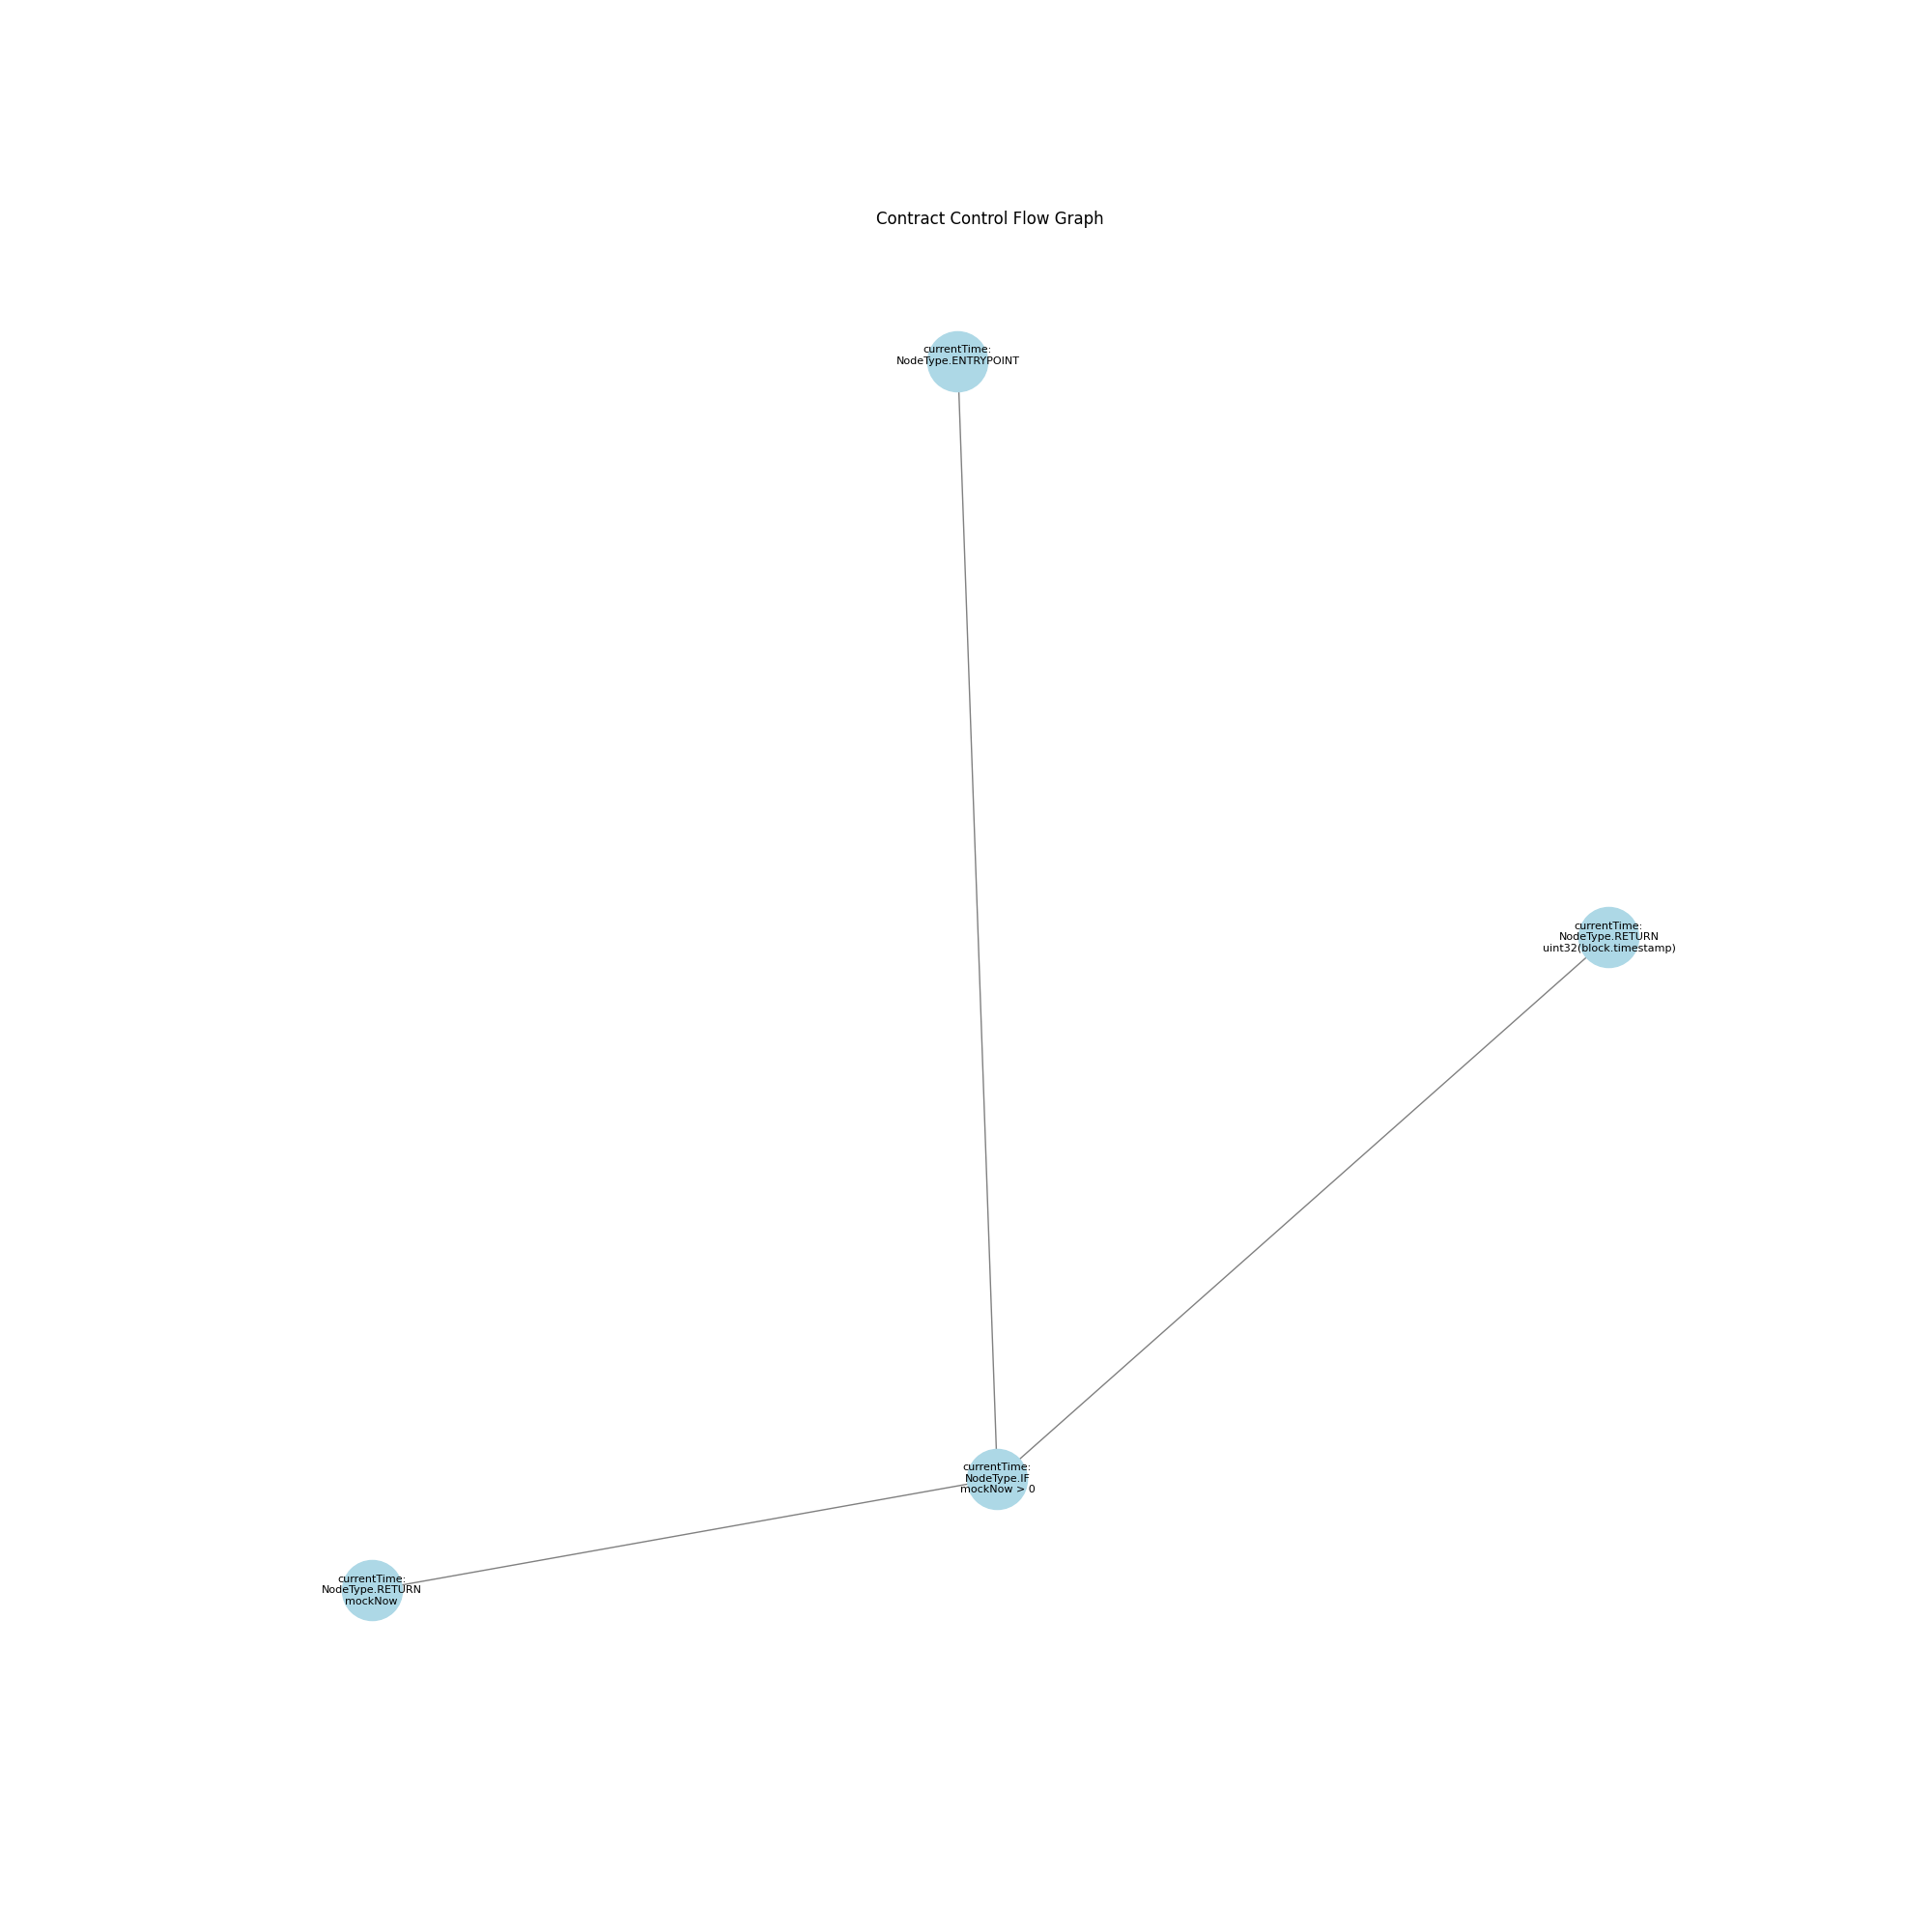 Contract Control Flow Graph
currentTime:
NodeType.ENTRYPOINT
currentTime:
NodeType.RETURN
uint32(block.timestamp)
currentTime:
NodeType.IF
mockNow > 0
currentTime:
NodeType.RETURN
mockNow